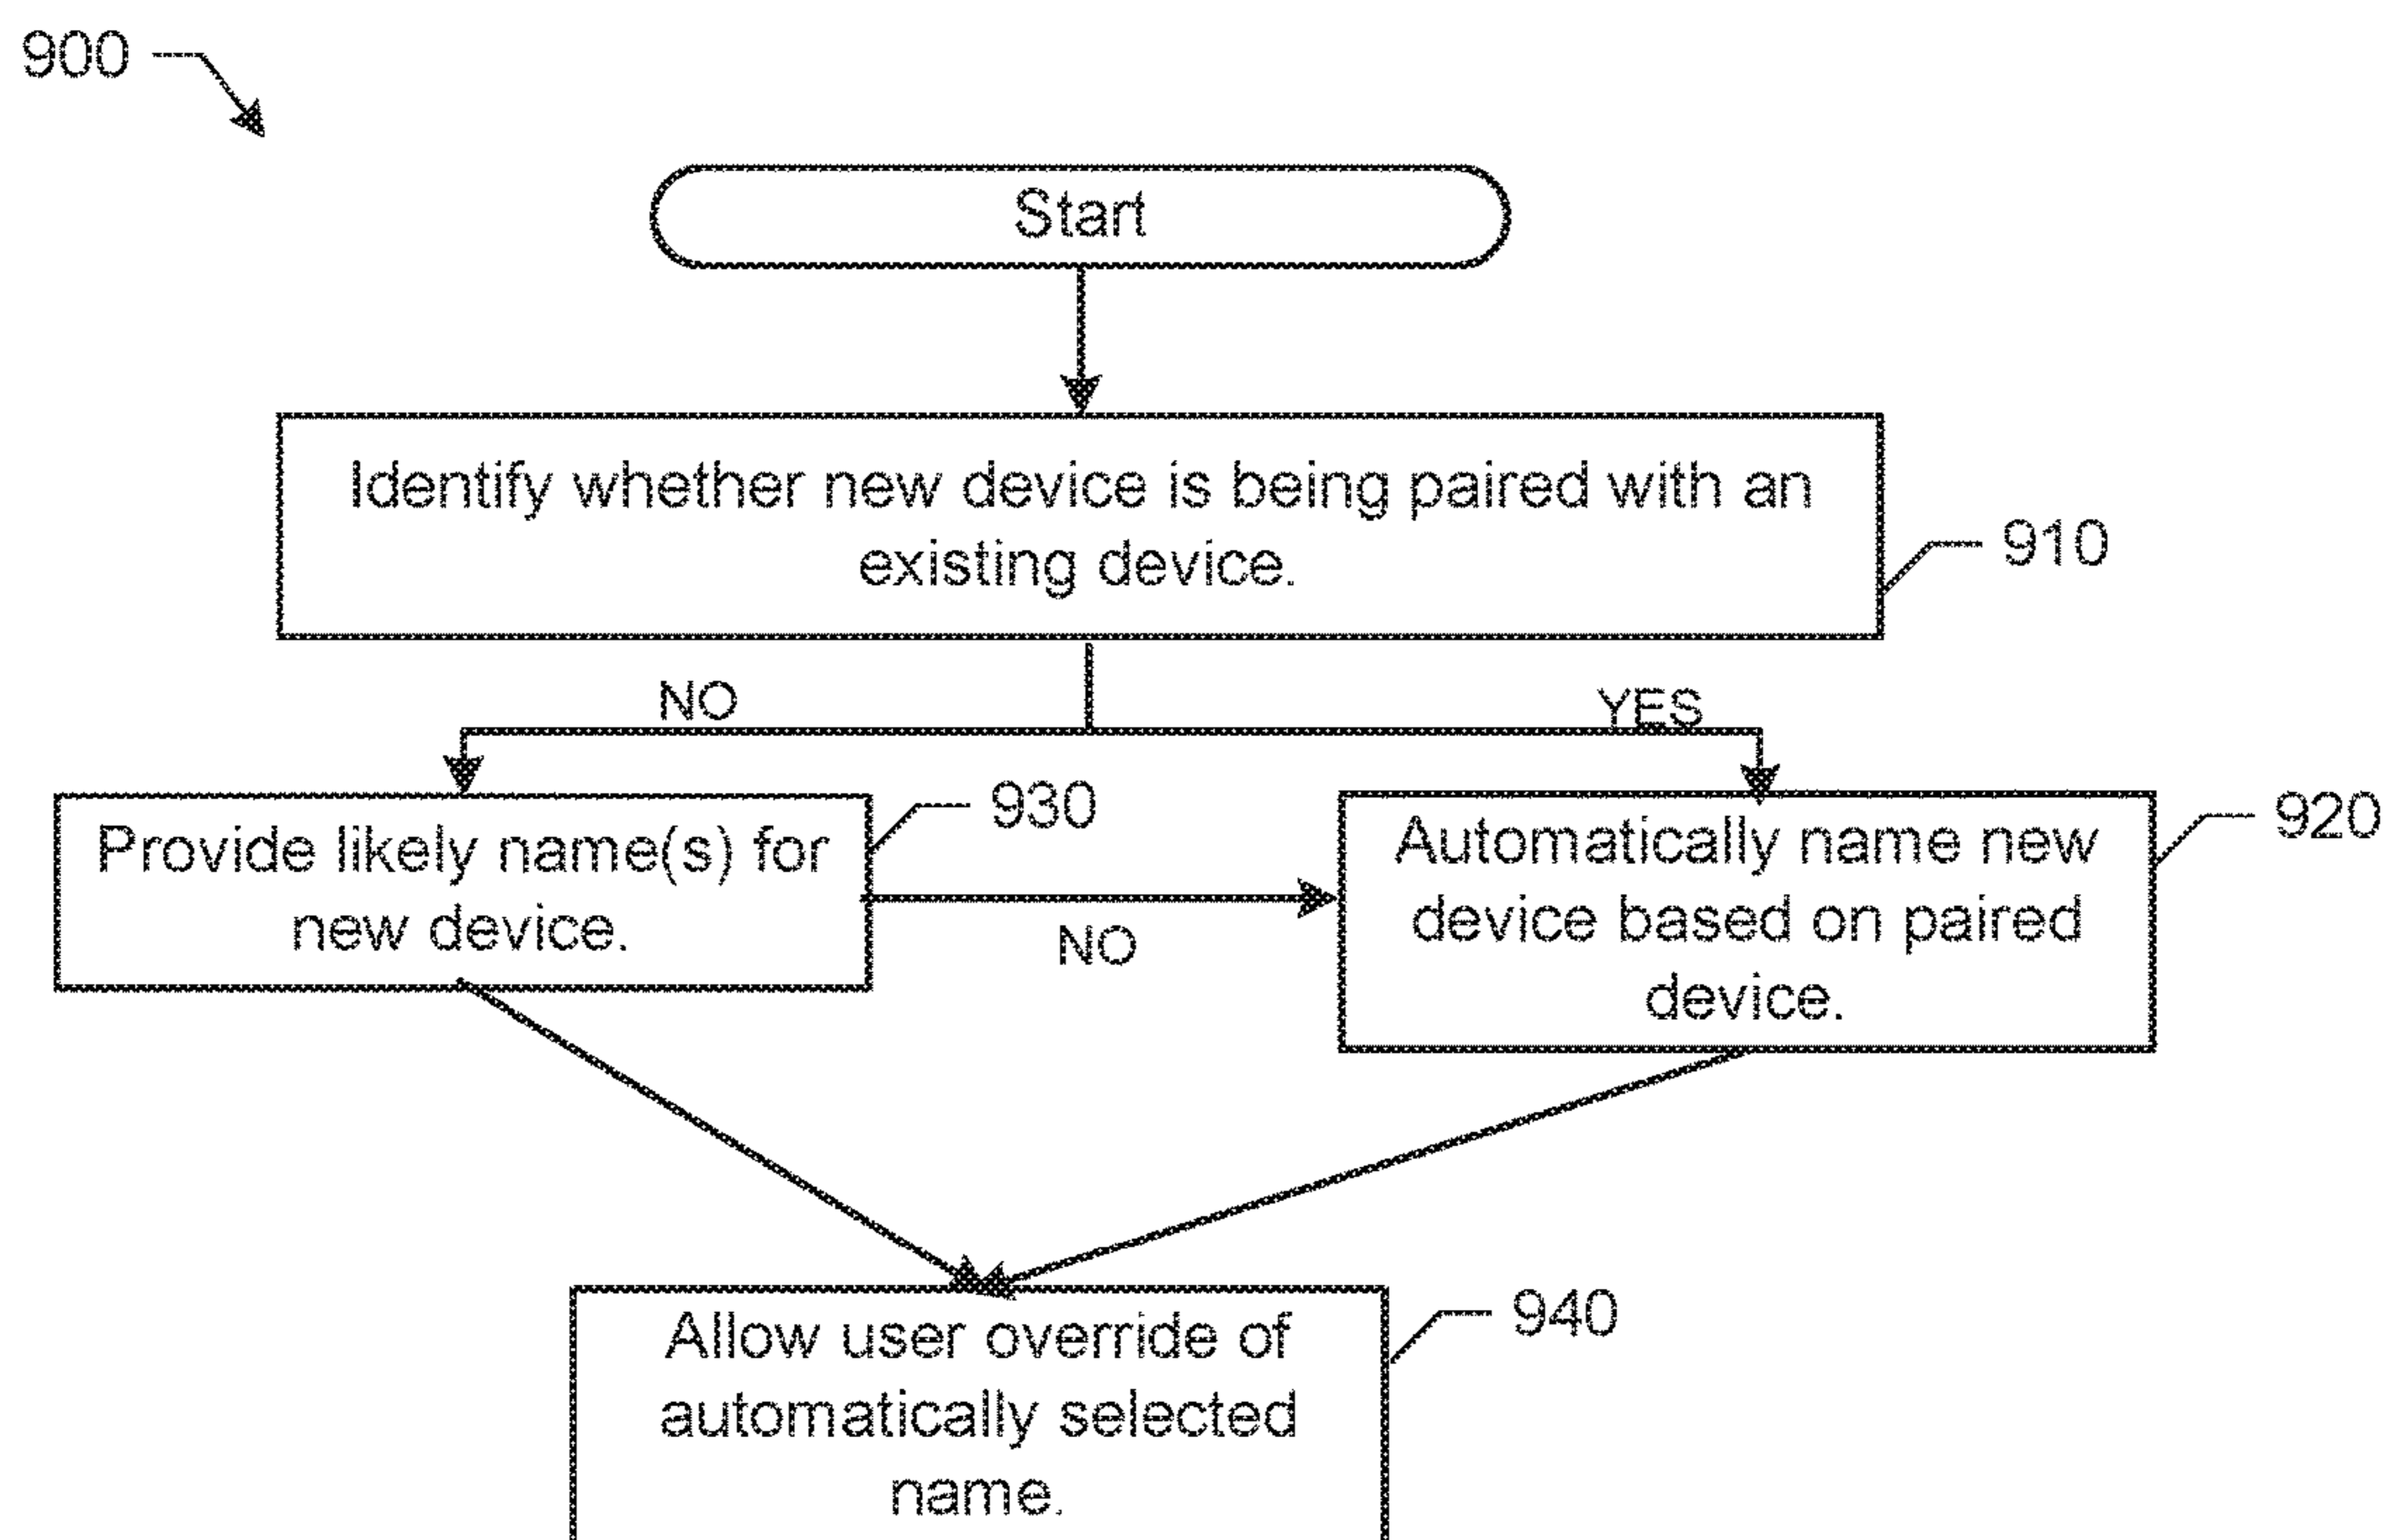 900
Start
Identify whether new device is being paired with an
existing device.
910
NO
YES
Provide likely name(s) for
new device.
930
NO
Automatically name new
device based on paired
device.
920
Allow user override of
automatically selected
name.
940